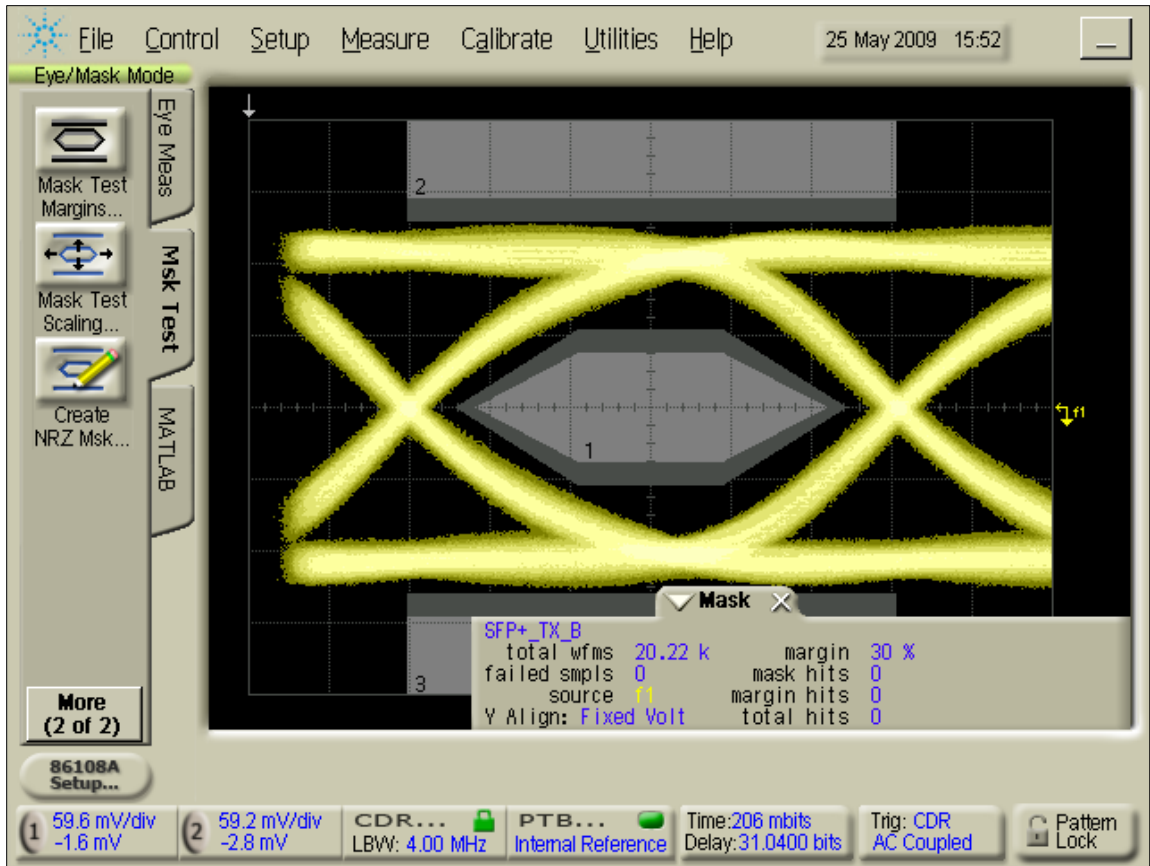 File Control Setup Measure Calibrate Utilities Help 25 May 2009 15:52
Eye/Mask Mode
Eye Meas
Msk Test
MATLAB
Mask Test
Margins...
Mask Test
Scaling...
Create
NRZ Msk...
More
(2 of 2)
2
1
3
f1
Mask
SFP+_TX_B
total wfms 20.22 k margin 30 %
failed smpls 0 mask hits 0
source f1 margin hits 0
Y Align: Fixed Volt total hits 0
86108A
Setup...
1 59.6 mV/div
-1.6 mV
2 59.2 mV/div
-2.8 mV
CDR...
LBW: 4.00 MHz
PTB...
Internal Reference
Time:206 mbits
Delay:31.0400 bits
Trig: CDR
AC Coupled
Pattern
Lock